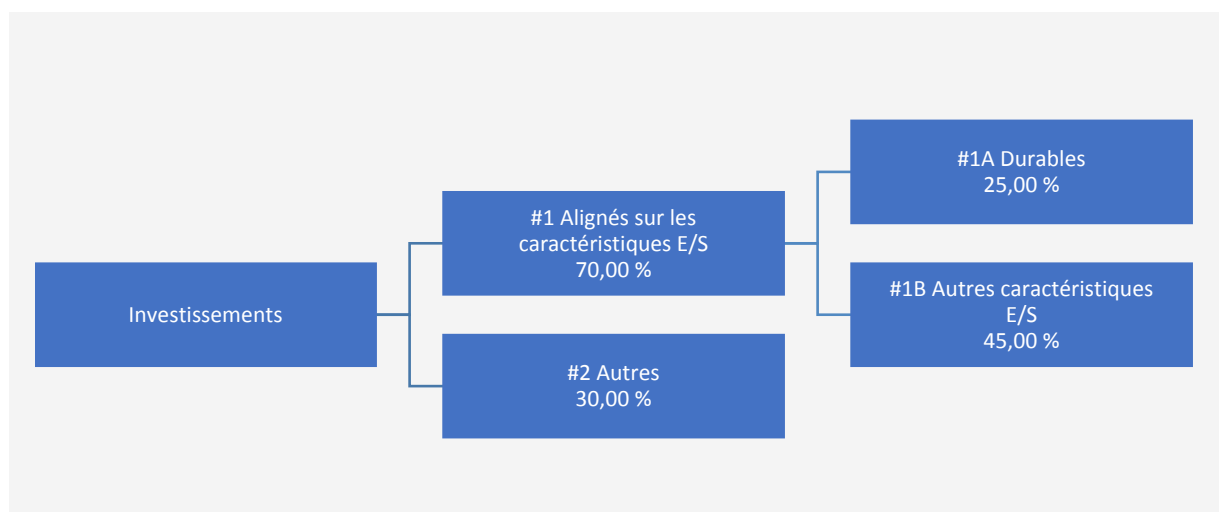 Investissements
#1 Alignés sur les
caractéristiques E/S
70,00 %
#2 Autres
30,00 %
#1A Durables
25,00 %
#1B Autres caractéristiques
E/S
45,00 %